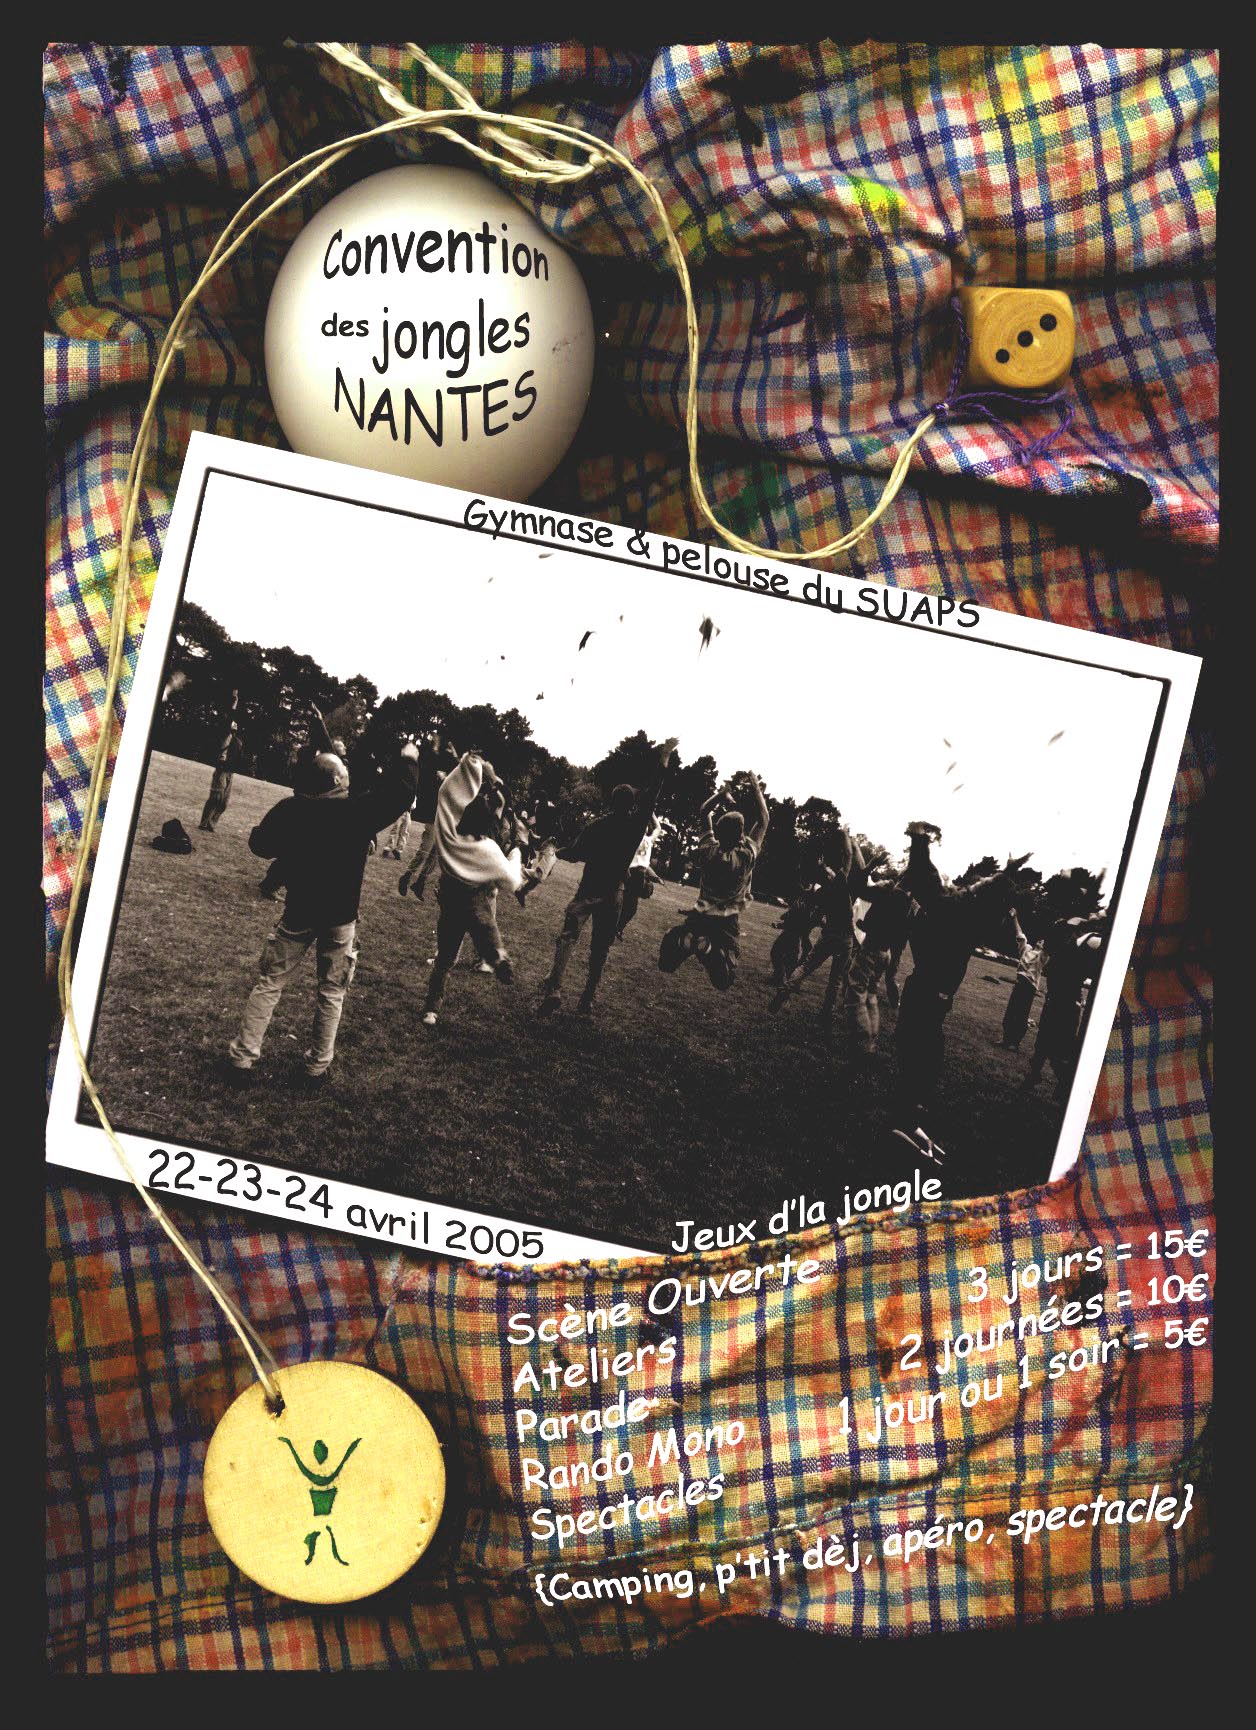 Convention
des jongles
NANTES
Gymnase & pelouse du SUAPS
22-23-24 avril 2005
Jeux d'la jongle
Scène Ouverte
Ateliers
Parade
Rando Mono
Spectacles
3 jours = 15€
2 journées = 10€
1 jour ou 1 soir = 5€
{Camping, p'tit dèj, apéro, spectacle}